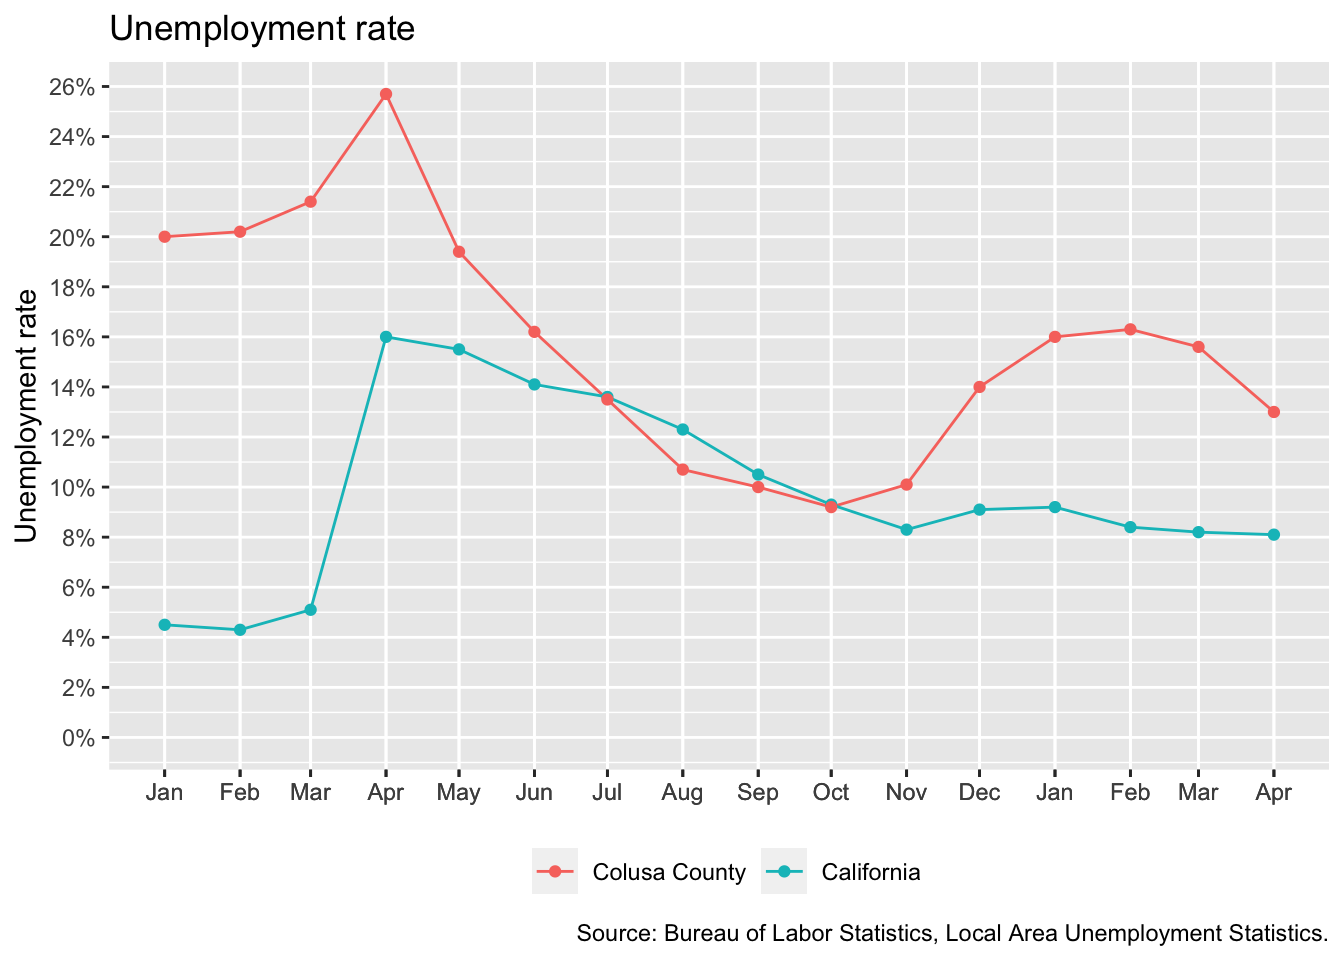 Unemployment rate
Unemployment rate
26%
24%
22%
20%
18%
16%
14%
12%
10%
8%
6%
4%
2%
0%
Jan Feb Mar Apr May Jun Jul Aug Sep Oct Nov Dec Jan Feb Mar Apr
Colusa County California
Source: Bureau of Labor Statistics, Local Area Unemployment Statistics.